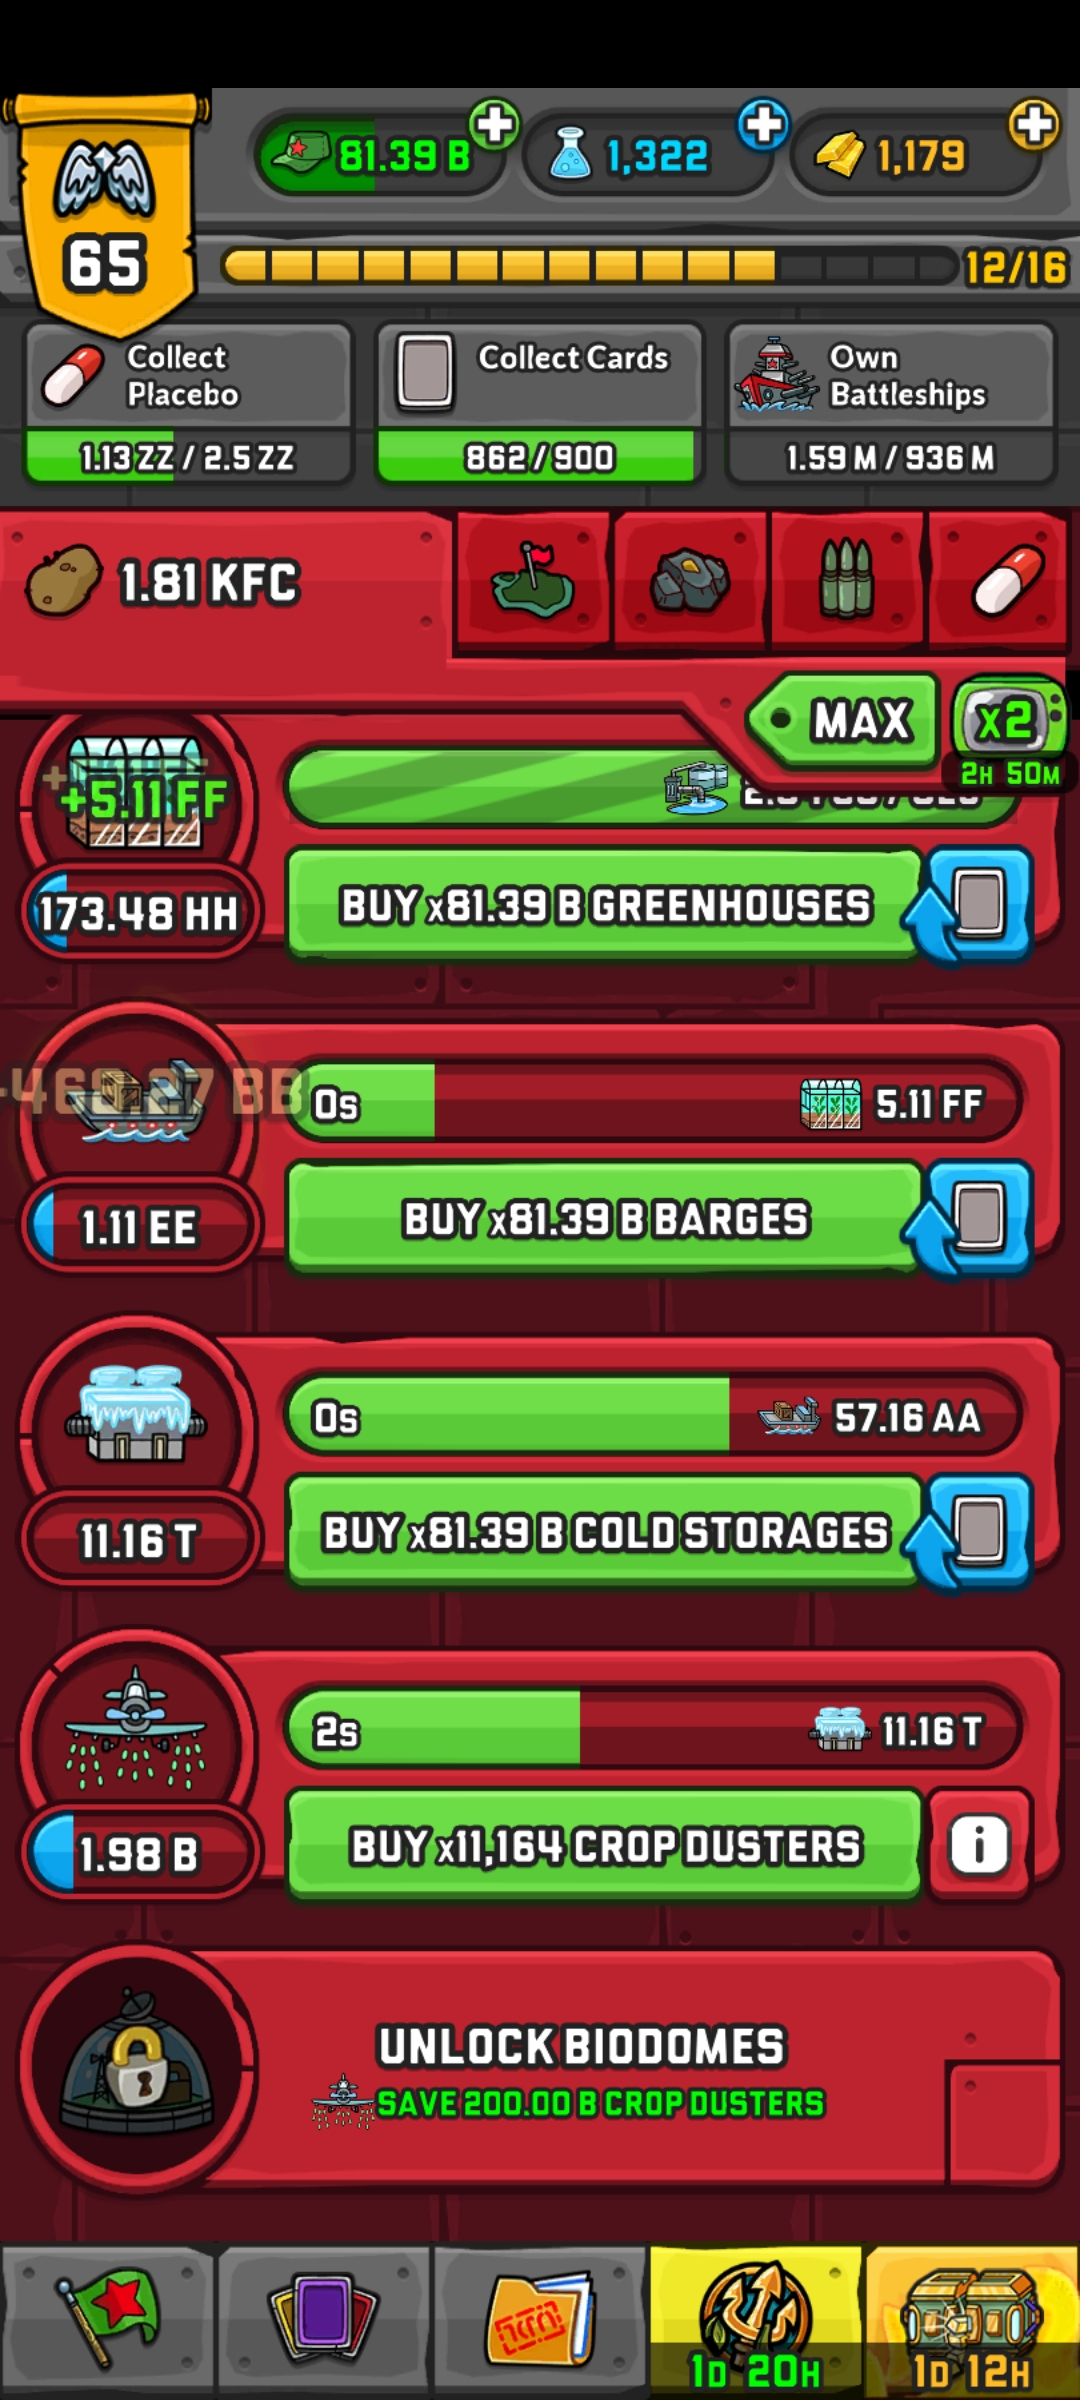 81.39 B
1,322
1,179
65
12/16
Collect
Placebo
1.13 ZZ / 2.5 ZZ
Collect Cards
862/900
Own
Battleships
1.59 M / 936 M
1.81 KFC
MAX
x2
2H 50M
+5.11 FF
173.48 HH
BUY x81.39 B GREENHOUSES
0s
5.11 FF
1.11 EE
BUY x81.39 B BARGES
0s
57.16 AA
11.16 T
BUY x81.39 B COLD STORAGES
2s
11.16 T
1.98 B
BUY x11,164 CROP DUSTERS
i
UNLOCK BIODOMES
SAVE 200.00 B CROP DUSTERS
1D 20H
1D 12H